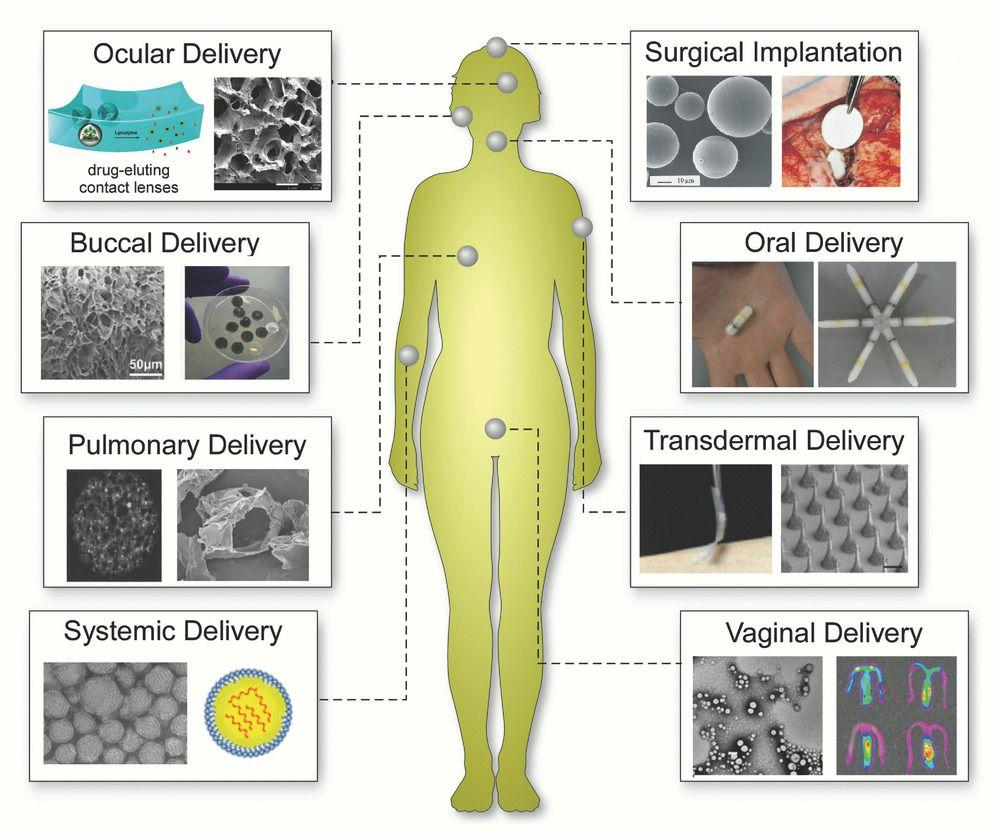 Ocular Delivery
Lysozyme
drug-eluting
contact lenses
Surgical Implantation
10 µm
Buccal Delivery
50µm
Oral Delivery
Pulmonary Delivery
Transdermal Delivery
Systemic Delivery
Vaginal Delivery